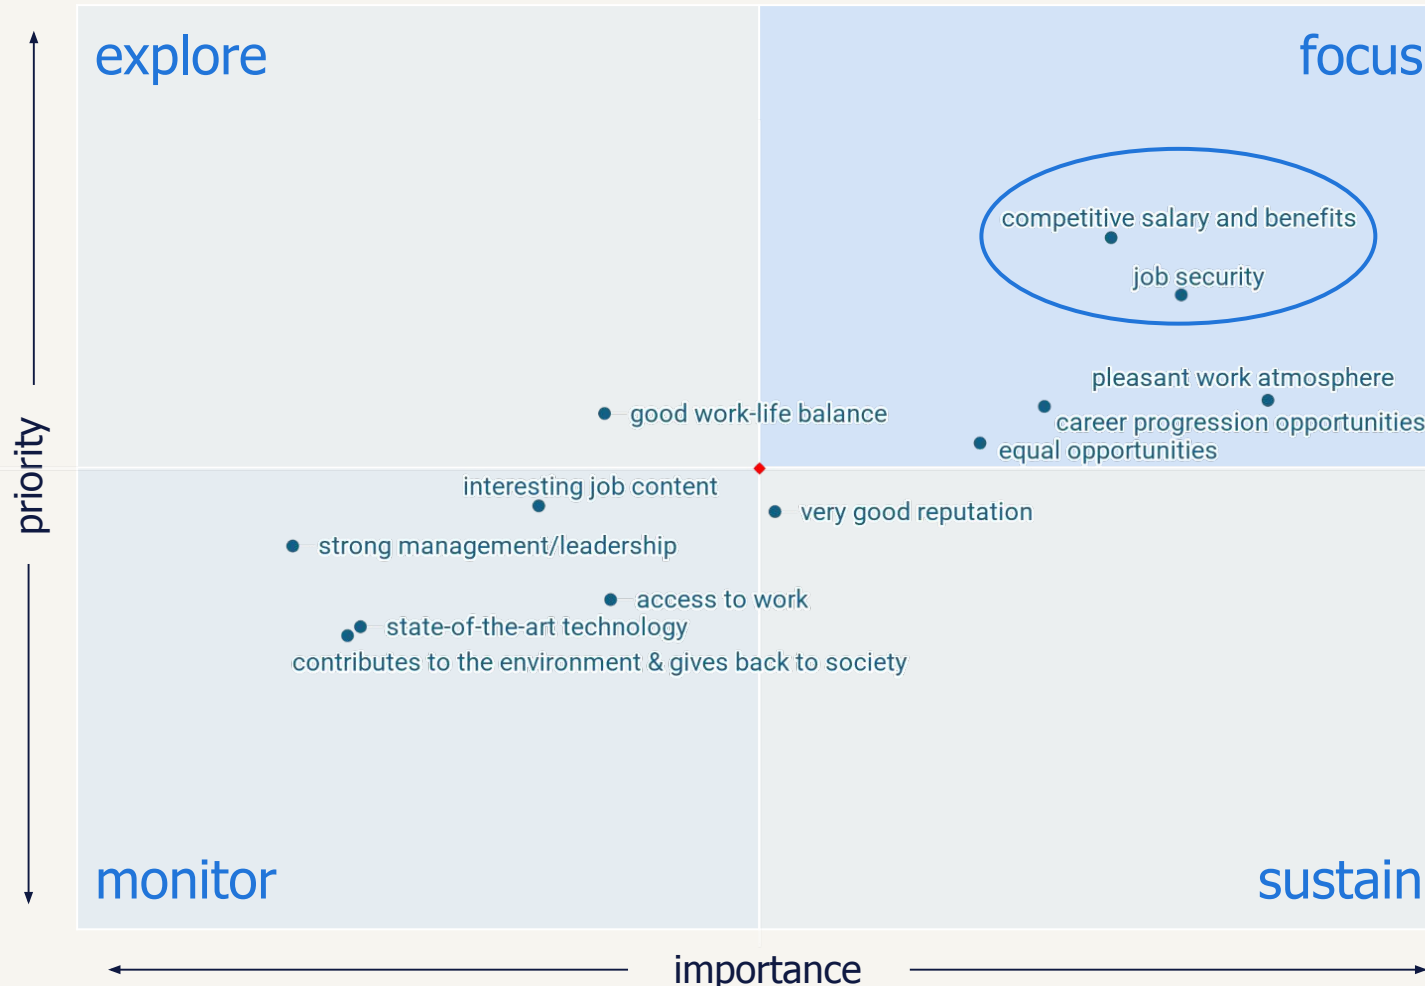 explore
focus
competitive salary and benefits
job security
pleasant work atmosphere
good work-life balance
career progression opportunities
equal opportunities
priority
interesting job content
very good reputation
strong management/leadership
access to work
state-of-the-art technology
contributes to the environment & gives back to society
monitor
sustain
importance